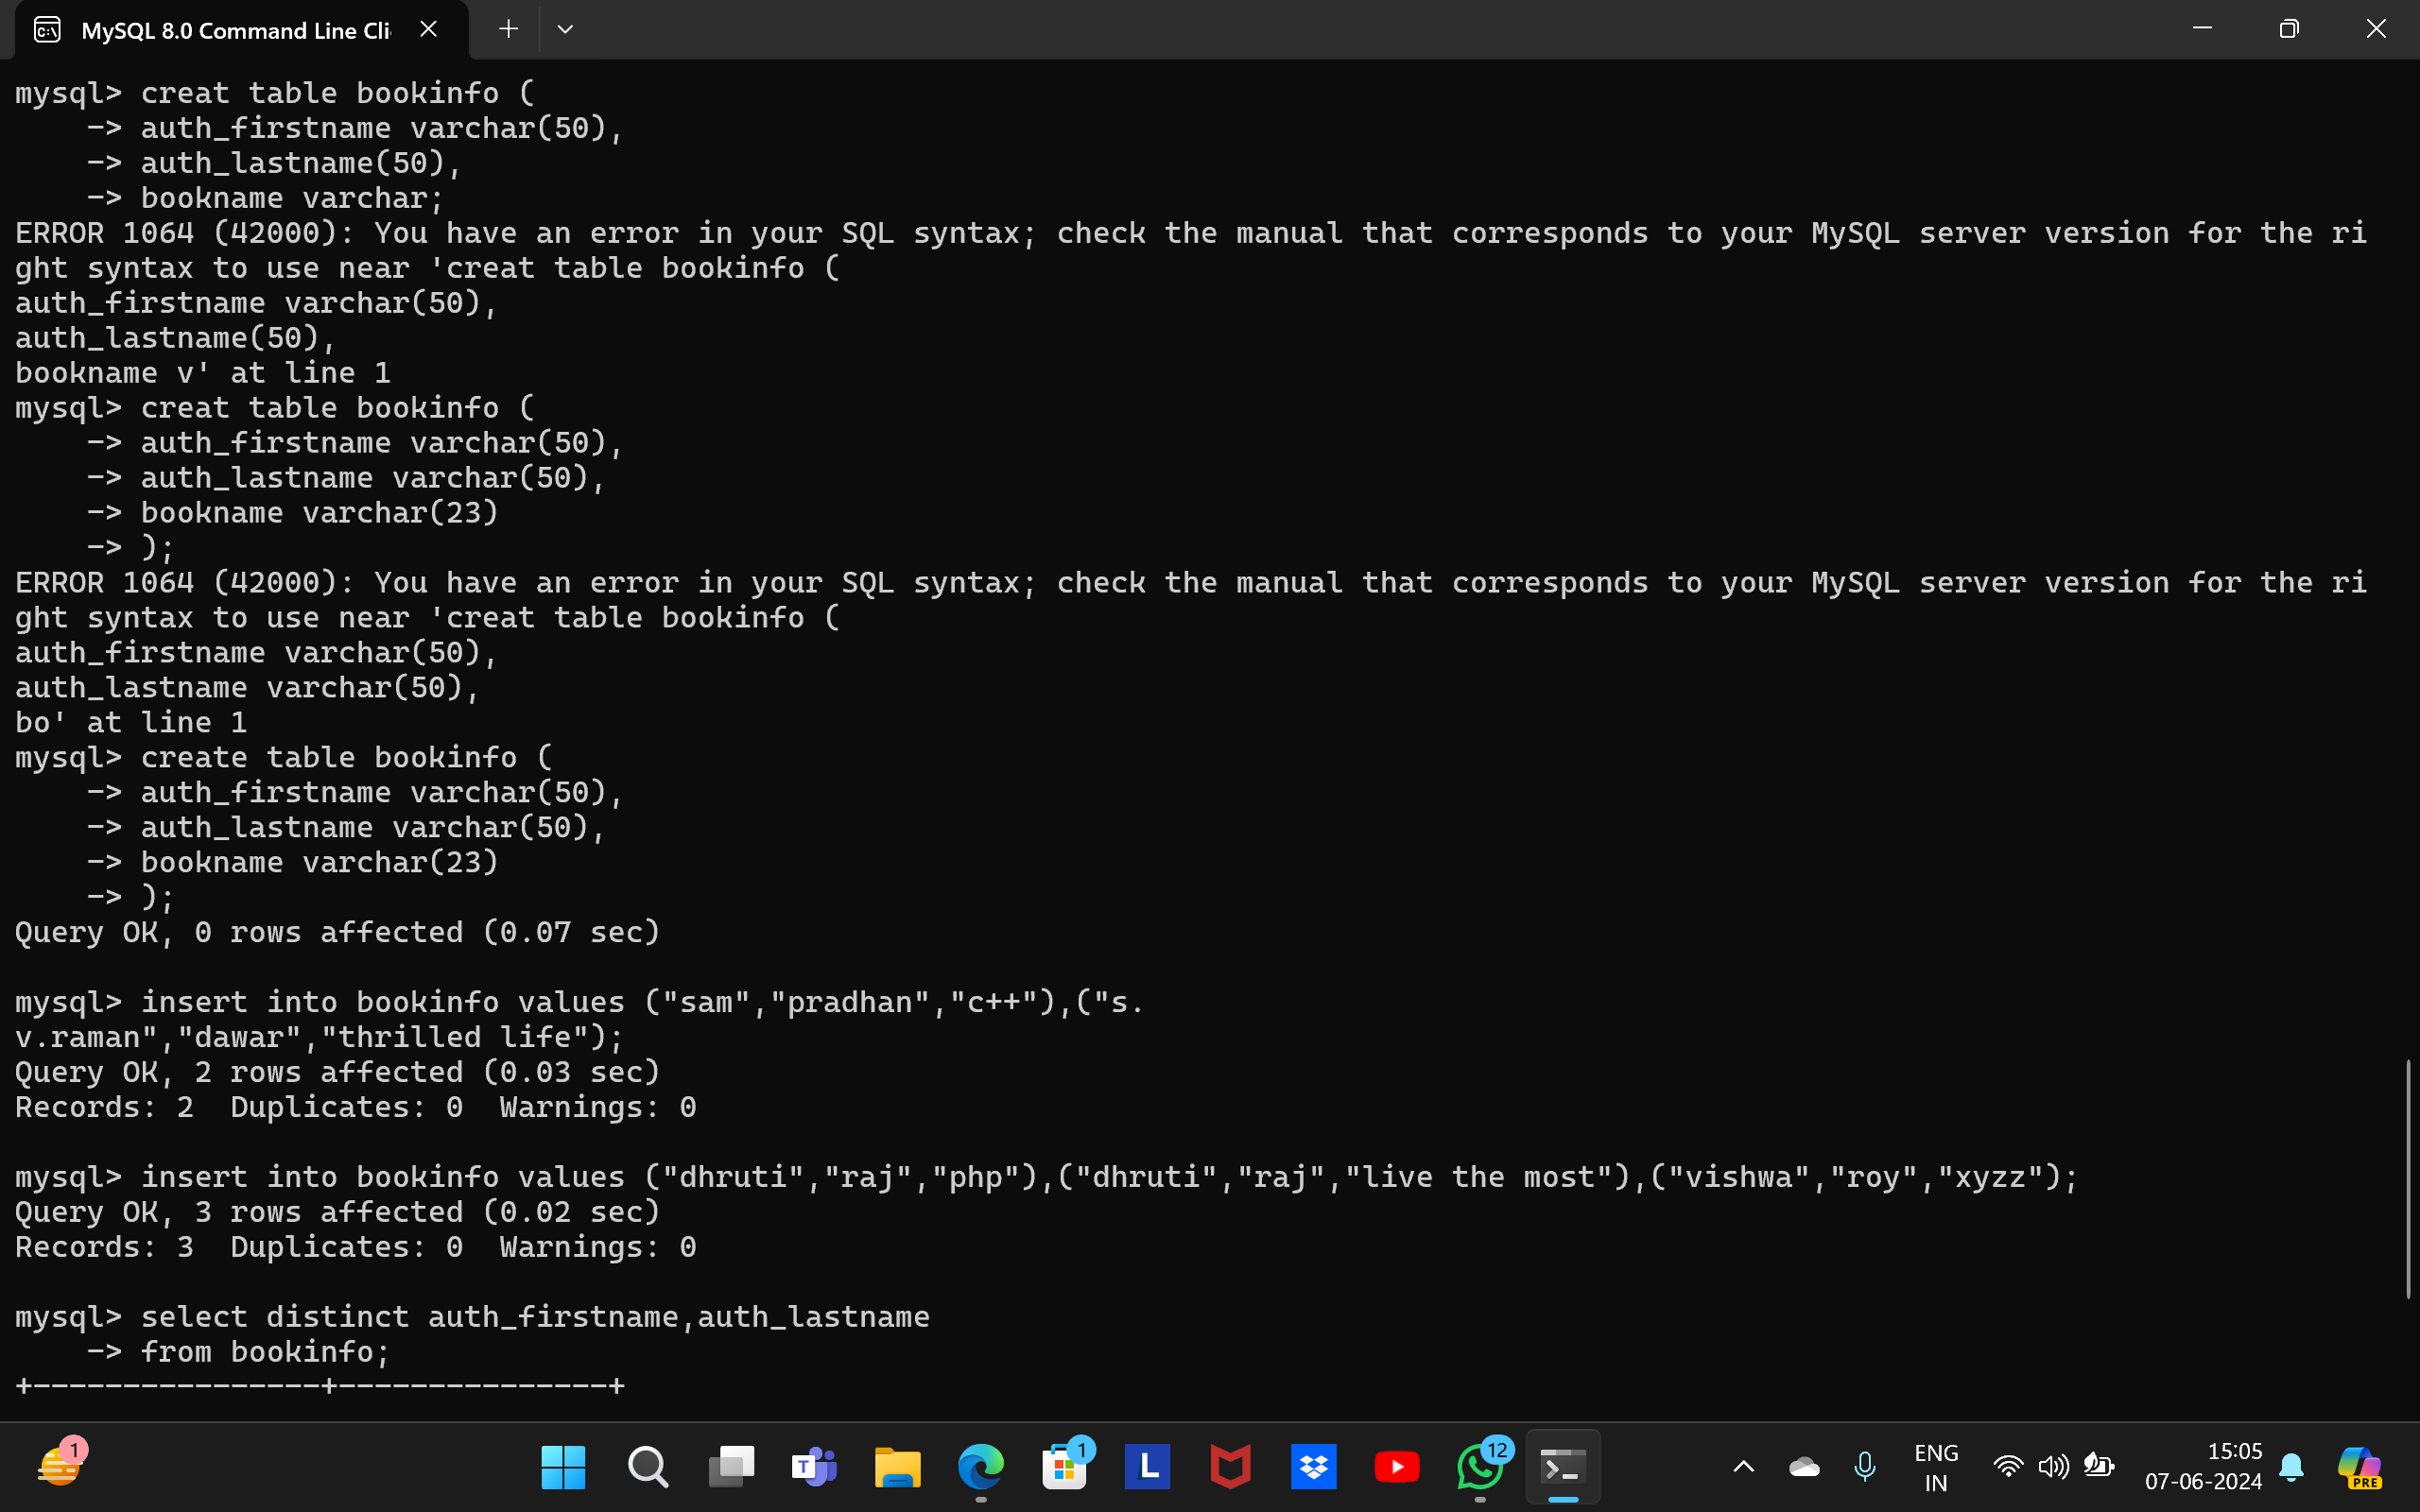 MySQL 8.0 Command Line Cli
mysql> creat table bookinfo (
    -> auth_firstname varchar(50),
    -> auth_lastname(50),
    -> bookname varchar;
ERROR 1064 (42000): You have an error in your SQL syntax; check the manual that corresponds to your MySQL server version for the ri
ght syntax to use near 'creat table bookinfo (
auth_firstname varchar(50),
auth_lastname(50),
bookname v' at line 1
mysql> creat table bookinfo (
    -> auth_firstname varchar(50),
    -> auth_lastname varchar(50),
    -> bookname varchar(23)
    -> );
ERROR 1064 (42000): You have an error in your SQL syntax; check the manual that corresponds to your MySQL server version for the ri
ght syntax to use near 'creat table bookinfo (
auth_firstname varchar(50),
auth_lastname varchar(50),
bo' at line 1
mysql> create table bookinfo (
    -> auth_firstname varchar(50),
    -> auth_lastname varchar(50),
    -> bookname varchar(23)
    -> );
Query OK, 0 rows affected (0.07 sec)

mysql> insert into bookinfo values ("sam","pradhan","c++"),("s.
v.raman","dawar","thrilled life");
Query OK, 2 rows affected (0.03 sec)
Records: 2  Duplicates: 0  Warnings: 0

mysql> insert into bookinfo values ("dhruti","raj","php"),("dhruti","raj","live the most"),("vishwa","roy","xyzz");
Query OK, 3 rows affected (0.02 sec)
Records: 3  Duplicates: 0  Warnings: 0

mysql> select distinct auth_firstname,auth_lastname
    -> from bookinfo;
+----------------+---------------+
1
T
1
L
12
ENG
IN
15:05
07-06-2024
PRE